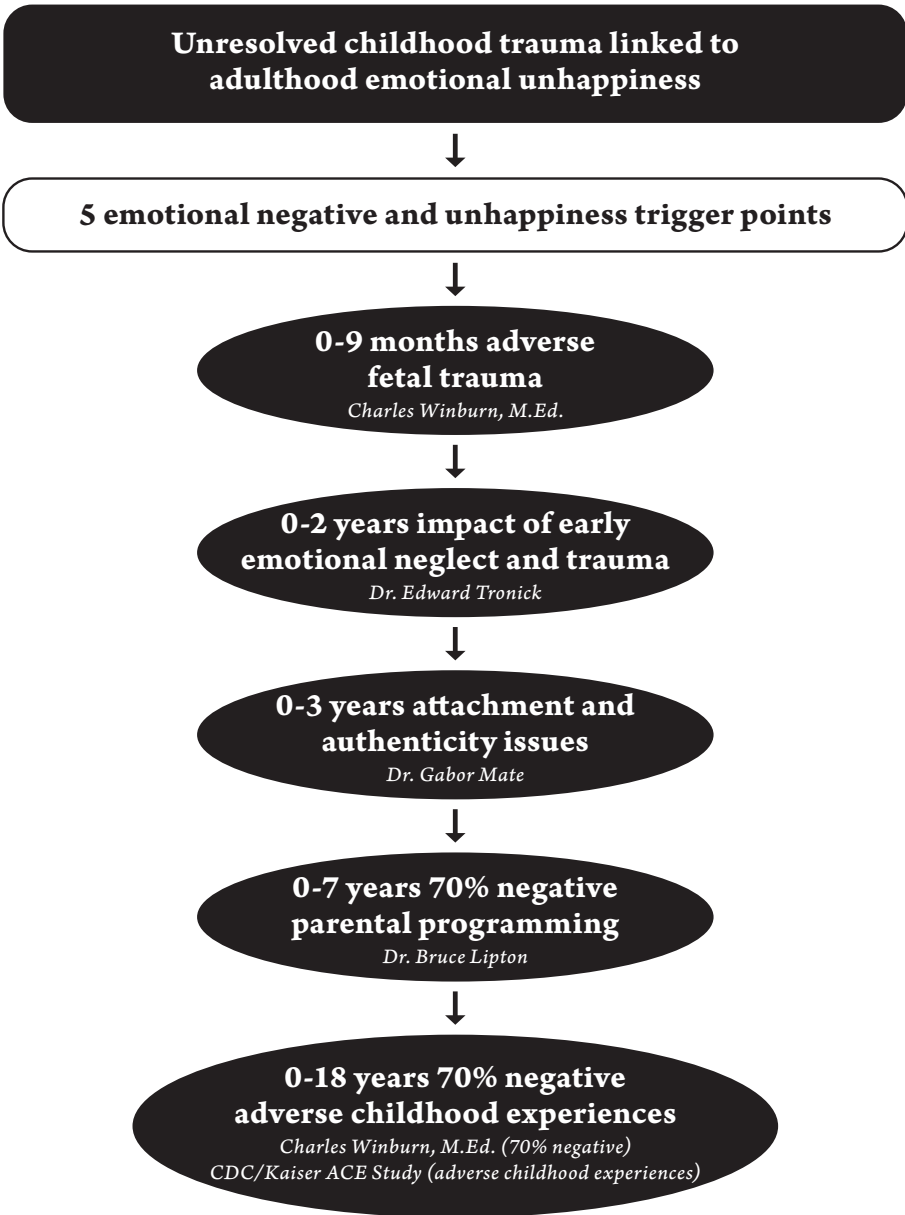 Unresolved childhood trauma linked to
adulthood emotional unhappiness
5 emotional negative and unhappiness trigger points
0-9 months adverse
fetal trauma
Charles Winburn, M.Ed.
0-2 years impact of early
emotional neglect and trauma
Dr. Edward Tronick
0-3 years attachment and
authenticity issues
Dr. Gabor Mate
0-7 years 70% negative
parental programming
Dr. Bruce Lipton
0-18 years 70% negative
adverse childhood experiences
Charles Winburn, M.Ed. (70% negative)
CDC/Kaiser ACE Study (adverse childhood experiences)